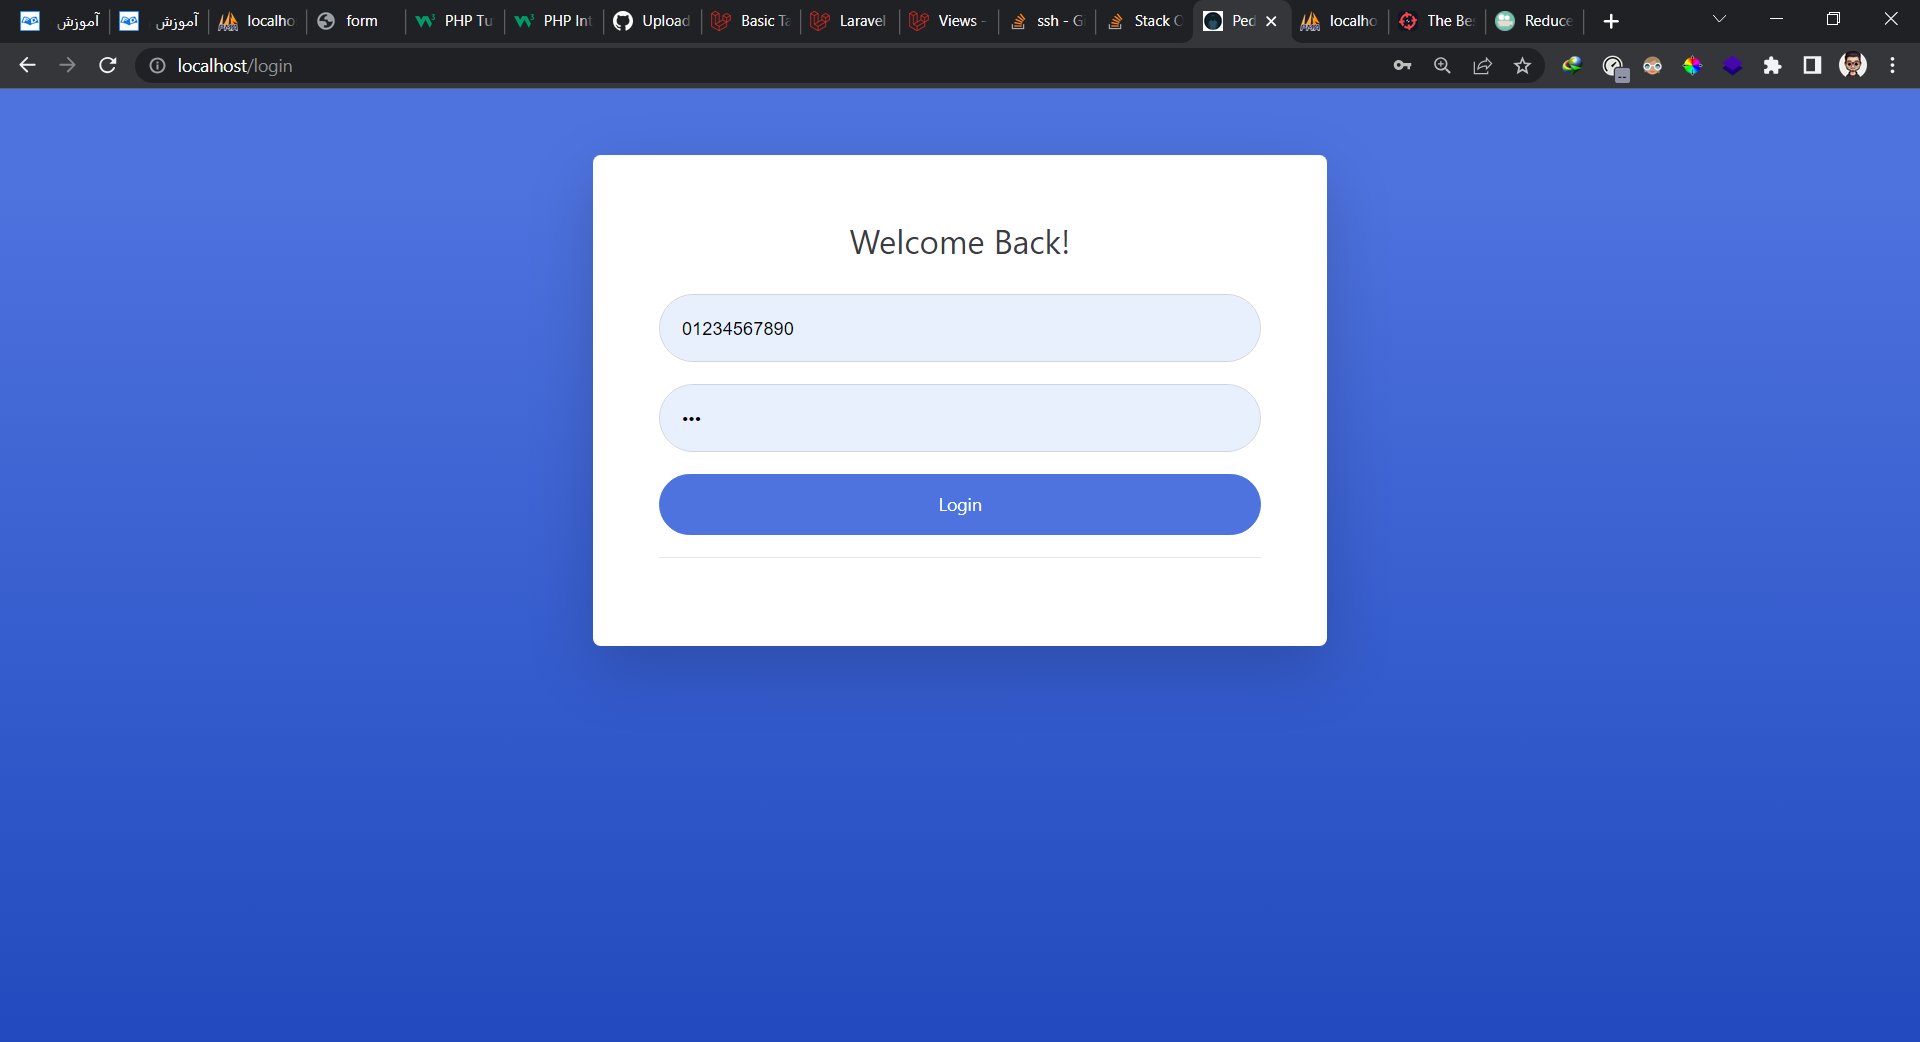 آموزش آموزش localho form PHP Tu PHP Int Upload Basic Ta Laravel Views - ssh - Gi Stack O Ped localho The Be Reduce
localhost/login
Welcome Back!
01234567890
•••
Login